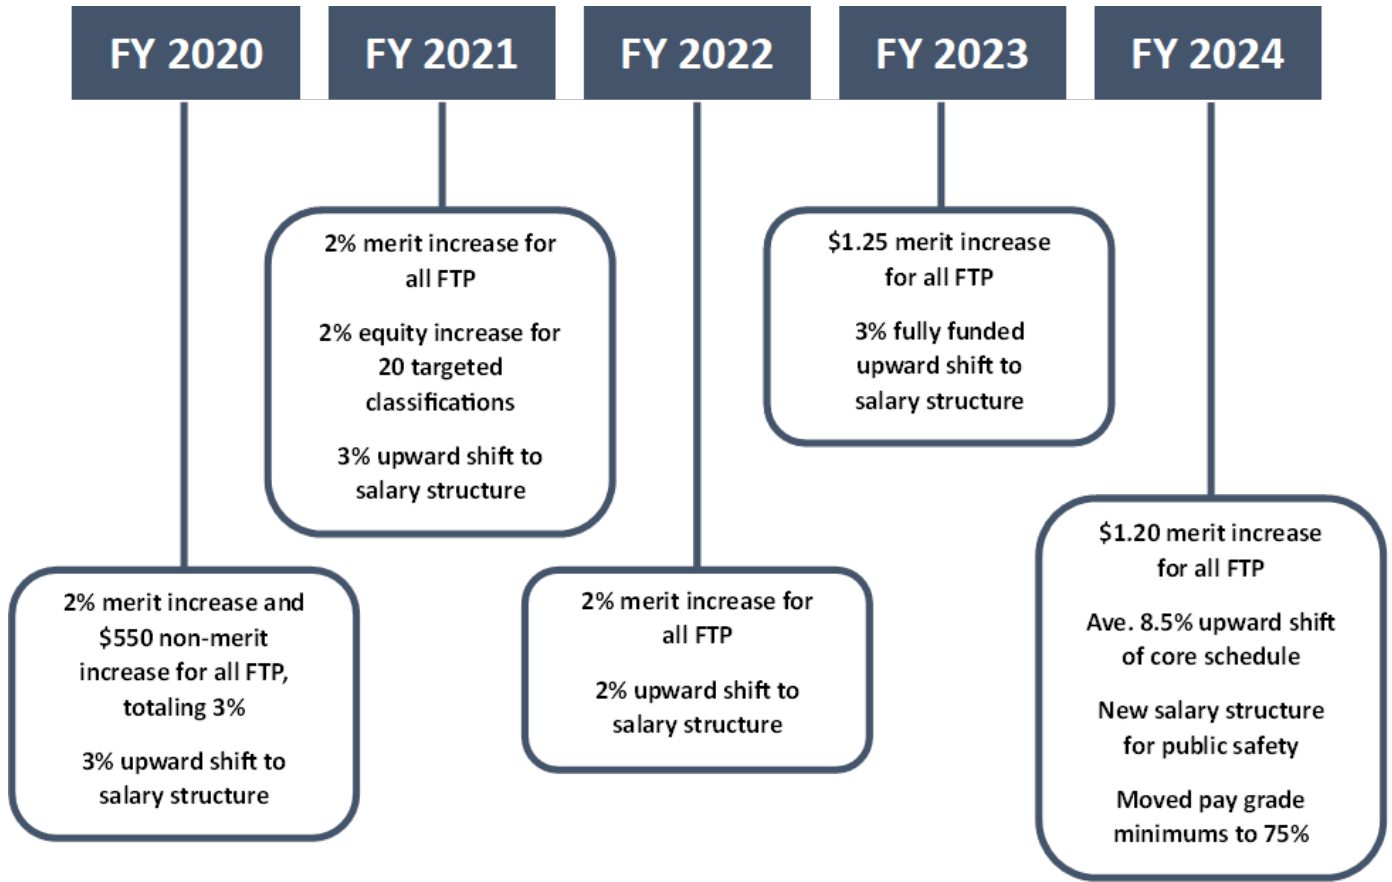 FY 2020
FY 2021
FY 2022
FY 2023
FY 2024
2% merit increase and
$550 non-merit
increase for all FTP,
totaling 3%
3% upward shift to
salary structure
2% merit increase for
all FTP
2% equity increase for
20 targeted
classifications
3% upward shift to
salary structure
2% merit increase for
all FTP
2% upward shift to
salary structure
$1.25 merit increase
for all FTP
3% fully funded
upward shift to
salary structure
$1.20 merit increase
for all FTP
Ave. 8.5% upward shift
of core schedule
New salary structure
for public safety
Moved pay grade
minimums to 75%